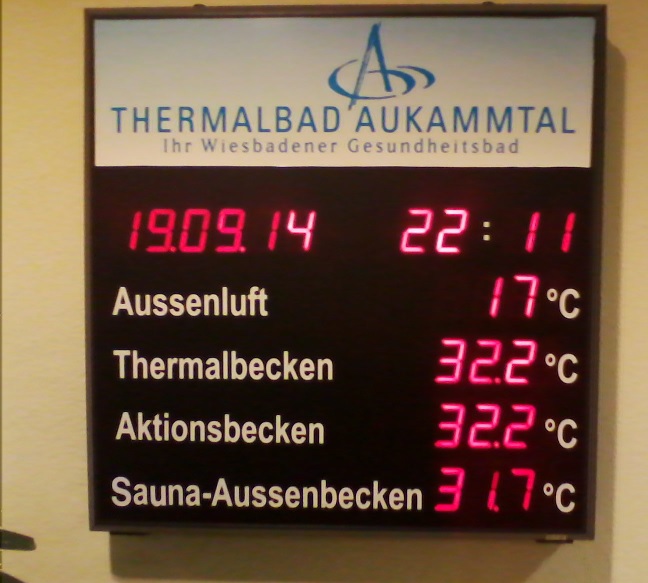 THERMALBAD AUKAMMTAL
Ihr Wiesbadener Gesundheitsbad
19.09.14 22:11
Aussenluft 17 °C
Thermalbecken 32.2 °C
Aktionsbecken 32.2 °C
Sauna-Aussenbecken 31.7 °C